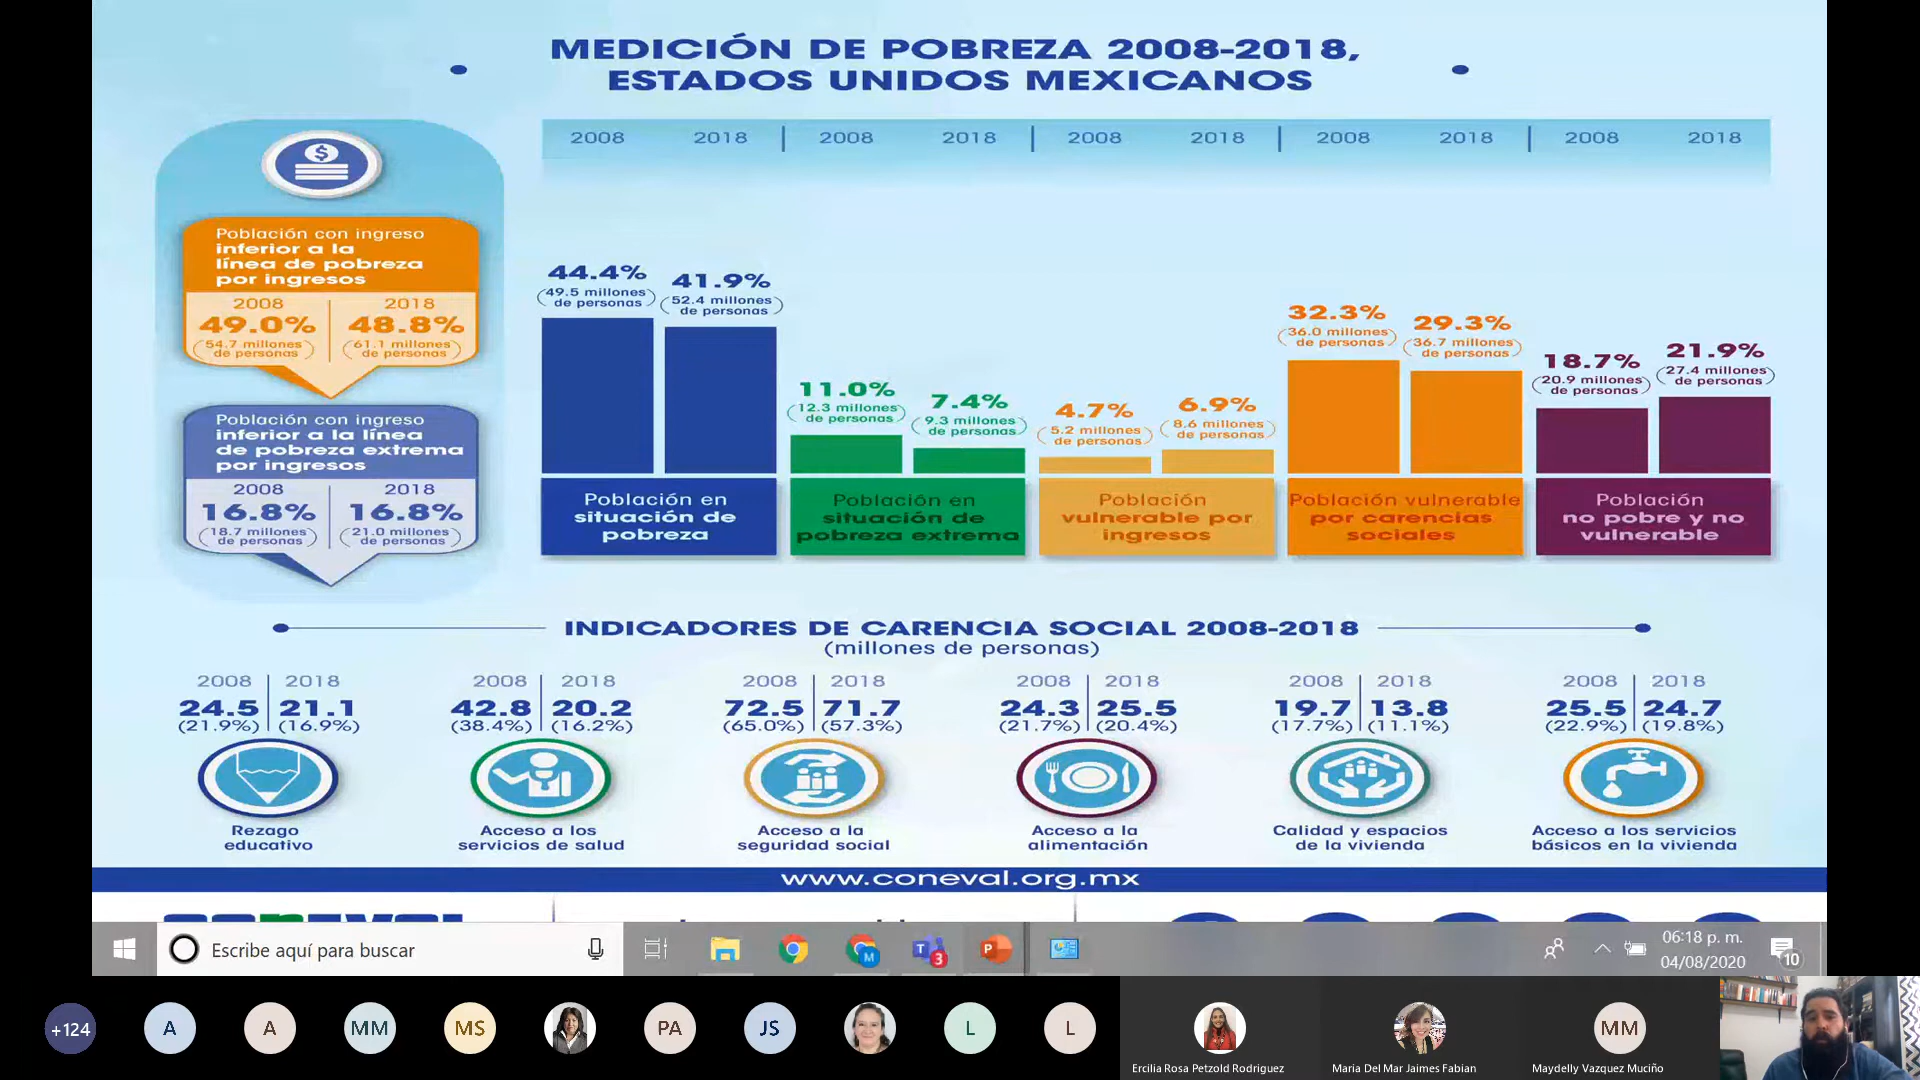 MEDICIÓN DE POBREZA 2008-2018,
ESTADOS UNIDOS MEXICANOS
$
Población con ingreso
inferior a la
línea de pobreza
por ingresos
2008 2018
49.0% 48.8%
(54.7 millones de personas) (61.1 millones de personas)
Población con ingreso
inferior a la línea
de pobreza extrema
por ingresos
2008 2018
16.8% 16.8%
(18.7 millones de personas) (21.0 millones de personas)
2008 2018 2008 2018 2008 2018 2008 2018 2008 2018
44.4%
(49.5 millones
de personas)
41.9%
(52.4 millones
de personas)
Población en
situación de
pobreza
11.0%
(12.3 millones
de personas)
7.4%
(9.3 millones
de personas)
Población en
situación de
pobreza extrema
4.7%
(5.2 millones
de personas)
6.9%
(8.6 millones
de personas)
Población
vulnerable por
ingresos
32.3%
(36.0 millones
de personas)
29.3%
(36.7 millones
de personas)
Población vulnerable
por carencias
sociales
18.7%
(20.9 millones
de personas)
21.9%
(27.4 millones
de personas)
Población
no pobre y no
vulnerable
INDICADORES DE CARENCIA SOCIAL 2008-2018
(millones de personas)
2008 2018
24.5 21.1
(21.9%) (16.9%)
Rezago
educativo
2008 2018
42.8 20.2
(38.4%) (16.2%)
Acceso a los
servicios de salud
2008 2018
72.5 71.7
(65.0%) (57.3%)
Acceso a la
seguridad social
2008 2018
24.3 25.5
(21.7%) (20.4%)
Acceso a la
alimentación
2008 2018
19.7 13.8
(17.7%) (11.1%)
Calidad y espacios
de la vivienda
2008 2018
25.5 24.7
(22.9%) (19.8%)
Acceso a los servicios
básicos en la vivienda
www.coneval.org.mx
Escribe aquí para buscar
M
3
P
06:18 p. m.
04/08/2020
10
+124 A A MM MS PA JS L L MM
Ercilia Rosa Petzold Rodriguez
Maria Del Mar Jaimes Fabian
Maydelly Vazquez Muciño